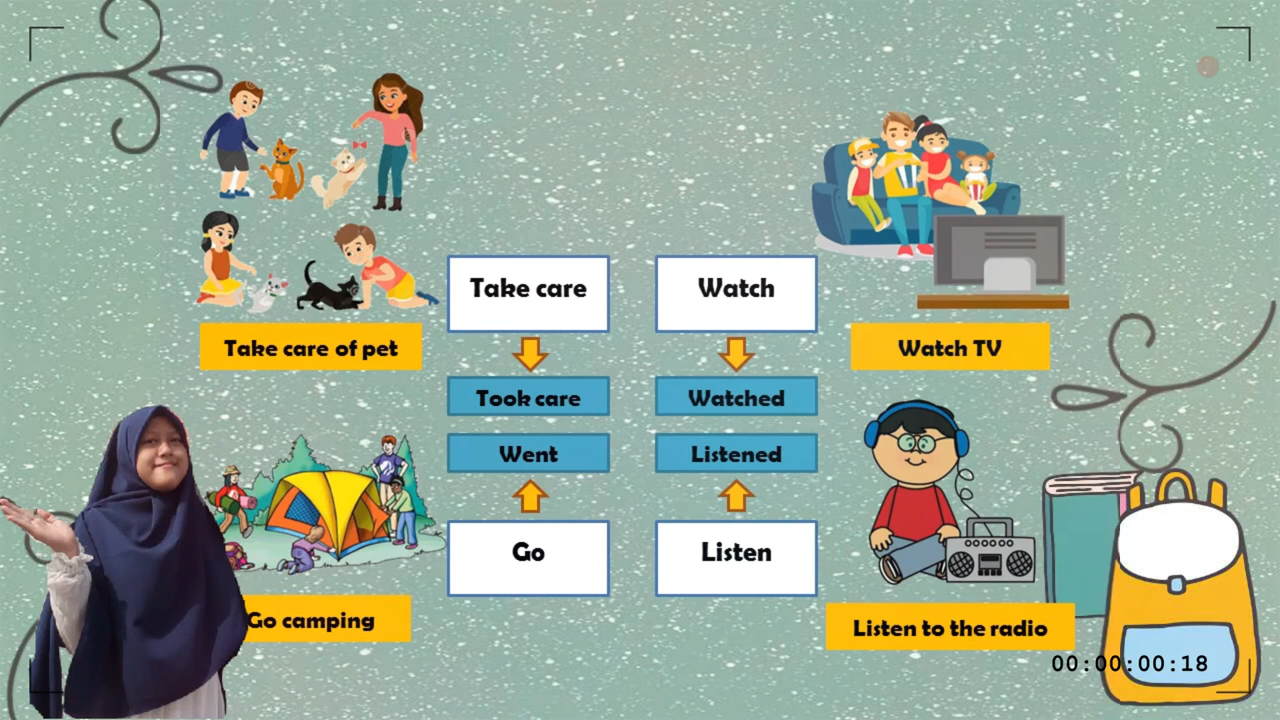 Take care
Watch
Take care of pet
Watch TV
Took care
Watched
Went
Listened
Go
Listen
Go camping
Listen to the radio
00:00:00:18